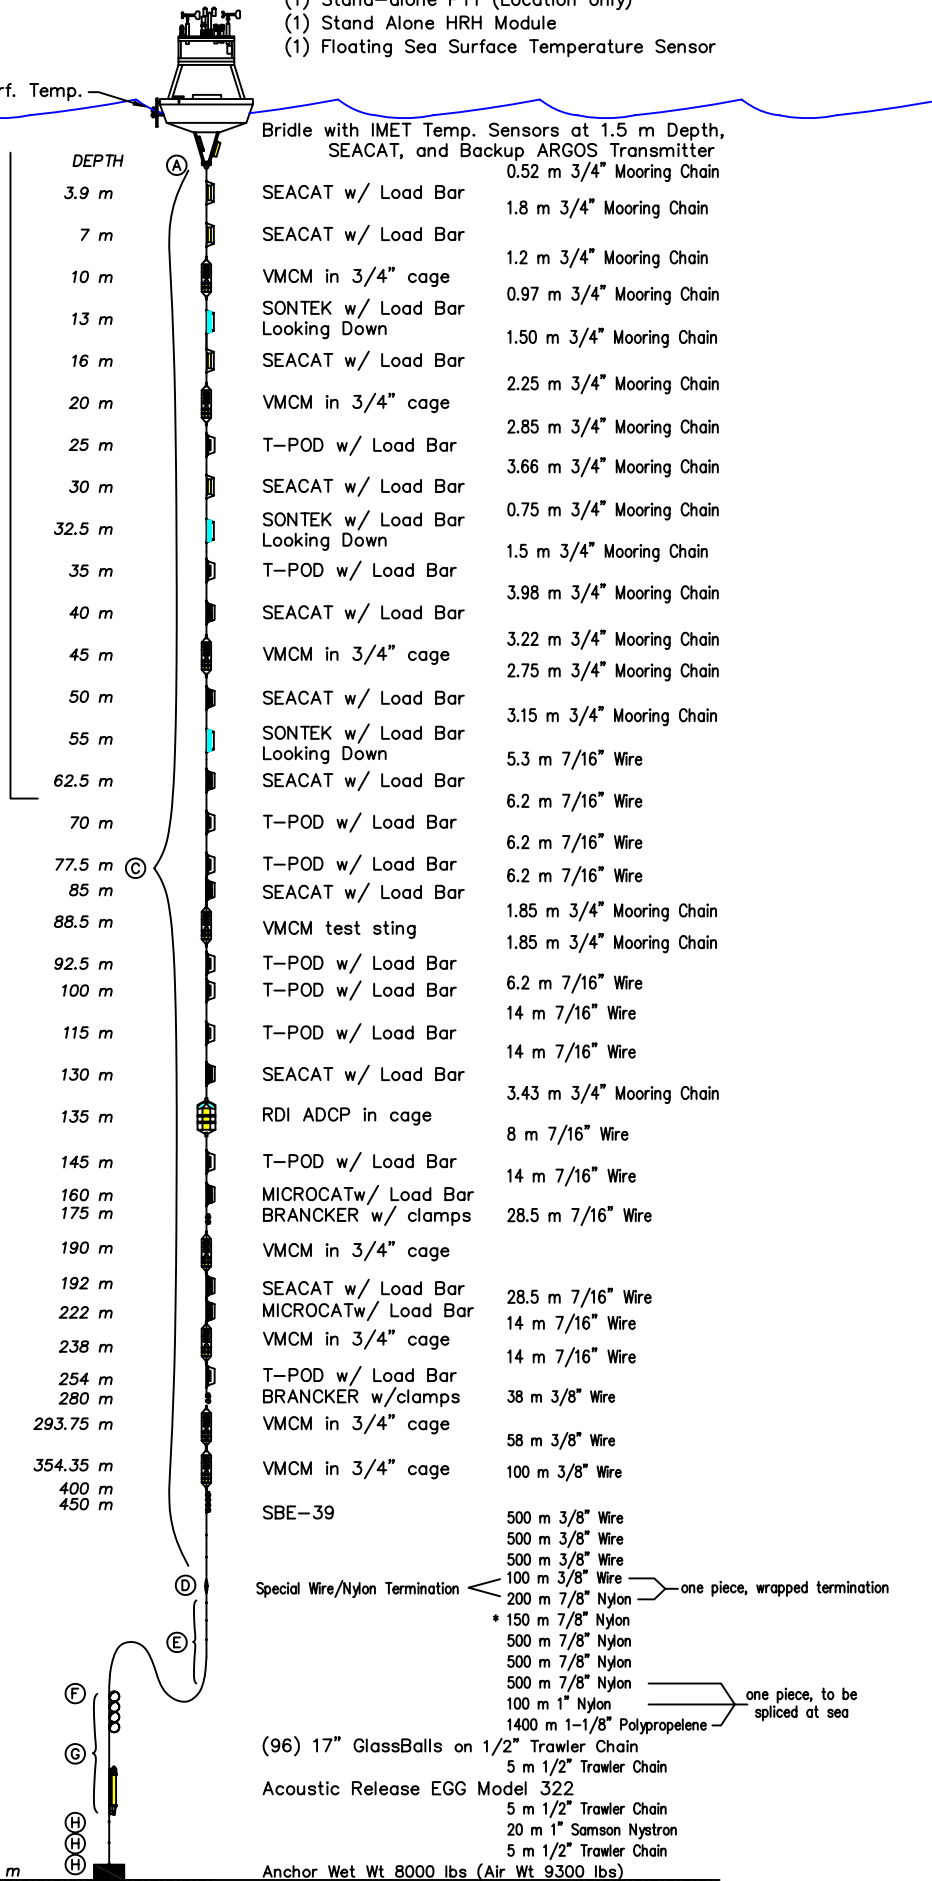 (1) Stand-alone PTT (Location only)
(1) Stand Alone HRH Module
(1) Floating Sea Surface Temperature Sensor
rf. Temp.
Bridle with IMET Temp. Sensors at 1.5 m Depth,
SEACAT, and Backup ARGOS Transmitter
DEPTH
A
0.52 m 3/4" Mooring Chain
3.9 m SEACAT w/ Load Bar
1.8 m 3/4" Mooring Chain
7 m SEACAT w/ Load Bar
1.2 m 3/4" Mooring Chain
10 m VMCM in 3/4" cage
0.97 m 3/4" Mooring Chain
13 m SONTEK w/ Load Bar
Looking Down
1.50 m 3/4" Mooring Chain
16 m SEACAT w/ Load Bar
2.25 m 3/4" Mooring Chain
20 m VMCM in 3/4" cage
2.85 m 3/4" Mooring Chain
25 m T-POD w/ Load Bar
3.66 m 3/4" Mooring Chain
30 m SEACAT w/ Load Bar
0.75 m 3/4" Mooring Chain
32.5 m SONTEK w/ Load Bar
Looking Down
1.5 m 3/4" Mooring Chain
35 m T-POD w/ Load Bar
3.98 m 3/4" Mooring Chain
40 m SEACAT w/ Load Bar
3.22 m 3/4" Mooring Chain
45 m VMCM in 3/4" cage
2.75 m 3/4" Mooring Chain
50 m SEACAT w/ Load Bar
3.15 m 3/4" Mooring Chain
55 m SONTEK w/ Load Bar
Looking Down
5.3 m 7/16" Wire
62.5 m SEACAT w/ Load Bar
6.2 m 7/16" Wire
70 m T-POD w/ Load Bar
6.2 m 7/16" Wire
77.5 m C T-POD w/ Load Bar
6.2 m 7/16" Wire
85 m SEACAT w/ Load Bar
1.85 m 3/4" Mooring Chain
88.5 m VMCM test sting
1.85 m 3/4" Mooring Chain
92.5 m T-POD w/ Load Bar
6.2 m 7/16" Wire
100 m T-POD w/ Load Bar
14 m 7/16" Wire
115 m T-POD w/ Load Bar
14 m 7/16" Wire
130 m SEACAT w/ Load Bar
3.43 m 3/4" Mooring Chain
135 m RDI ADCP in cage
8 m 7/16" Wire
145 m T-POD w/ Load Bar
14 m 7/16" Wire
160 m MICROCATw/ Load Bar
175 m BRANCKER w/ clamps 28.5 m 7/16" Wire
190 m VMCM in 3/4" cage
192 m SEACAT w/ Load Bar
28.5 m 7/16" Wire
222 m MICROCATw/ Load Bar
14 m 7/16" Wire
238 m VMCM in 3/4" cage
14 m 7/16" Wire
254 m T-POD w/ Load Bar
280 m BRANCKER w/clamps 38 m 3/8" Wire
293.75 m VMCM in 3/4" cage
58 m 3/8" Wire
354.35 m VMCM in 3/4" cage 100 m 3/8" Wire
400 m
450 m
SBE-39
500 m 3/8" Wire
500 m 3/8" Wire
500 m 3/8" Wire
D
100 m 3/8" Wire
Special Wire/Nylon Termination one piece, wrapped termination
200 m 7/8" Nylon
* 150 m 7/8" Nylon
E
500 m 7/8" Nylon
500 m 7/8" Nylon
500 m 7/8" Nylon
F
100 m 1" Nylon
one piece, to be
spliced at sea
1400 m 1-1/8" Polypropelene
(96) 17" GlassBalls on 1/2" Trawler Chain
G
5 m 1/2" Trawler Chain
Acoustic Release EGG Model 322
5 m 1/2" Trawler Chain
H
20 m 1" Samson Nystron
H
5 m 1/2" Trawler Chain
H
m
Anchor Wet Wt 8000 lbs (Air Wt 9300 lbs)